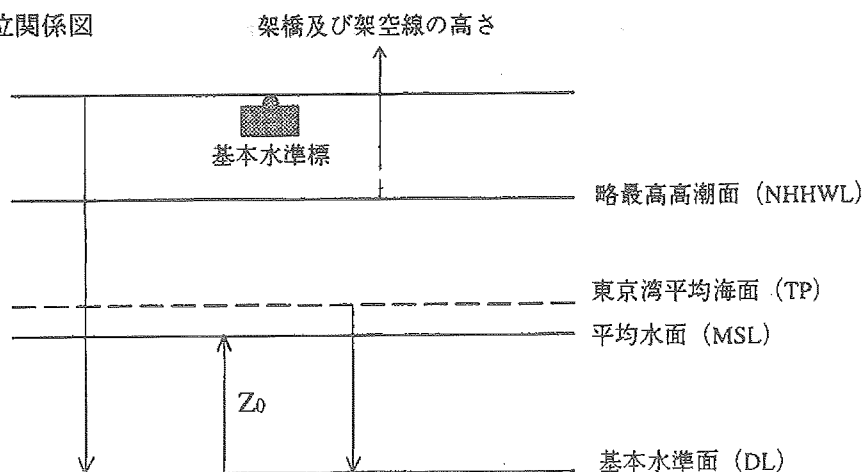 立関係図
架橋及び架空線の高さ
基本水準標
略最高高潮面（NHHWL）
東京湾平均海面（TP）
平均水面（MSL）
Z0
基本水準面（DL）